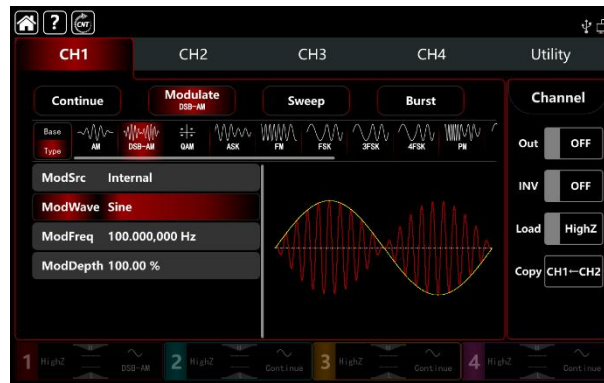 ? CNT
CH1 CH2 CH3 CH4 Utility
Continue Modulate DSB-AM Sweep Burst Channel
Base Type AM DSB-AM QAM ASK FM FSK 3FSK 4FSK PM
Out OFF
ModSrc Internal
INV OFF
ModWave Sine
ModFreq 100.000,000 Hz
Load HighZ
ModDepth 100.00 %
Copy CH1←CH2
1 HighZ DSB-AM 2 HighZ Continue 3 HighZ Continue 4 HighZ Continue